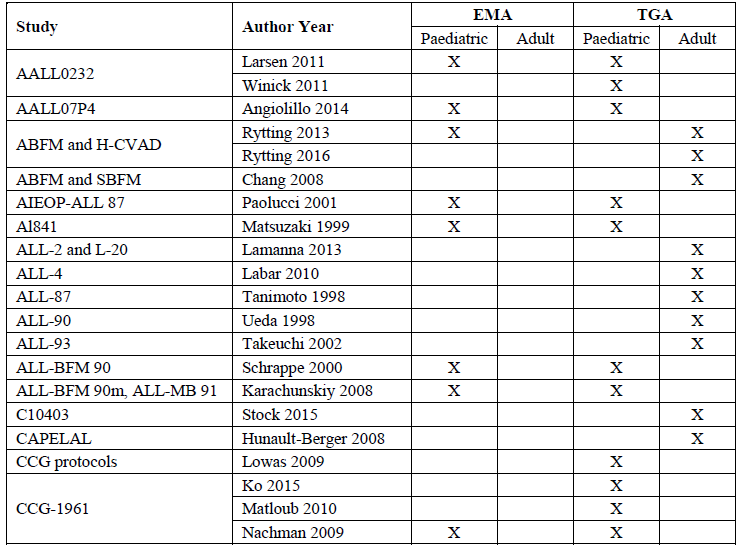 Study Author Year EMA TGA
Paediatric Adult Paediatric Adult
AALL0232 Larsen 2011 X X
Winick 2011 X
AALL07P4 Angiolillo 2014 X X
ABFM and H-CVAD Rytting 2013 X X
Rytting 2016 X
ABFM and SBFM Chang 2008 X
AIEOP-ALL 87 Paolucci 2001 X X
Al841 Matsuzaki 1999 X X
ALL-2 and L-20 Lamanna 2013 X
ALL-4 Labar 2010 X
ALL-87 Tanimoto 1998 X
ALL-90 Ueda 1998 X
ALL-93 Takeuchi 2002 X
ALL-BFM 90 Schrappe 2000 X X
ALL-BFM 90m, ALL-MB 91 Karachunskiy 2008 X X
C10403 Stock 2015 X
CAPELAL Hunault-Berger 2008 X
CCG protocols Lowas 2009 X
CCG-1961 Ko 2015 X
Matloub 2010 X
Nachman 2009 X X